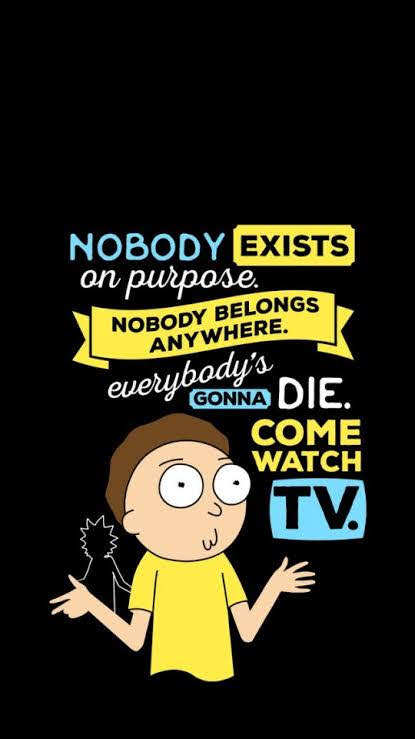 NOBODY EXISTS
on purpose.
NOBODY BELONGS
ANYWHERE.
everybody's
GONNA DIE.
COME
WATCH
TV.